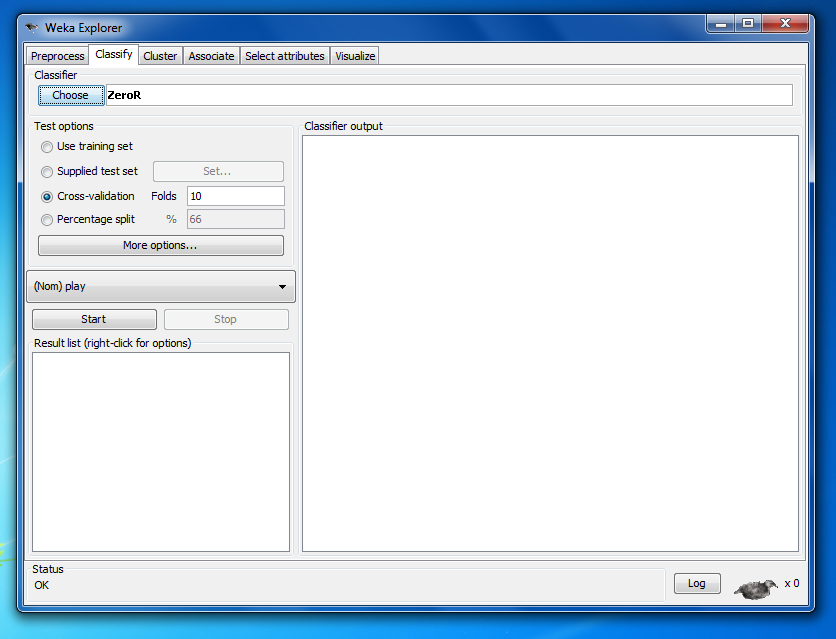 Weka Explorer
Preprocess Classify Cluster Associate Select attributes Visualize
Classifier
Choose ZeroR
Test options
Use training set
Supplied test set Set...
Cross-validation Folds 10
Percentage split % 66
More options...
(Nom) play
Start Stop
Result list (right-click for options)
Classifier output
Status
OK
Log x 0